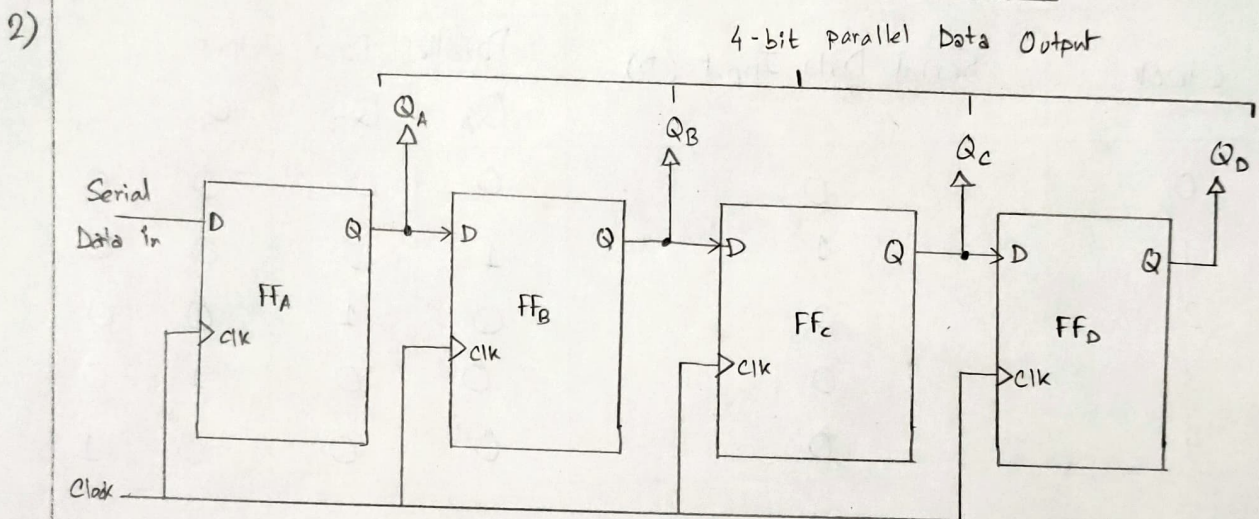 2)
4-bit parallel Data Output
QA
QB
QC
QD
Serial
Data in
D
Q
D
Q
D
Q
D
Q
FFA
FFB
FFC
FFD
Clk
Clk
Clk
Clk
Clock